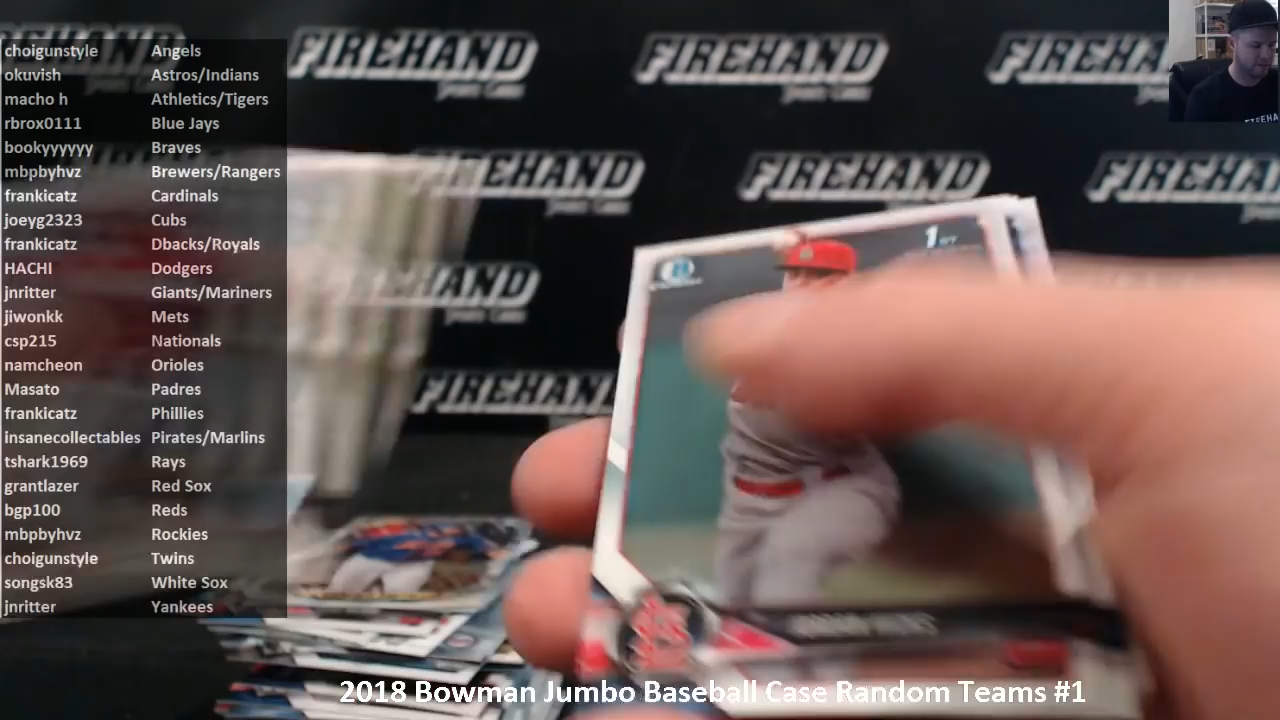 choigunstyle Angels
okuvish Astros/Indians
macho h Athletics/Tigers
rbrox0111 Blue Jays
bookyyyyyy Braves
mbpbyhvz Brewers/Rangers
frankicatz Cardinals
joeyg2323 Cubs
frankicatz Dbacks/Royals
HACHI Dodgers
jnritter Giants/Mariners
jiwonkk Mets
csp215 Nationals
namcheon Orioles
Masato Padres
frankicatz Phillies
insanecollectables Pirates/Marlins
tshark1969 Rays
grantlazer Red Sox
bgp100 Reds
mbpbyhvz Rockies
choigunstyle Twins
songsk83 White Sox
jnritter Yankees
FIREHAND FIREHAND FIREHAND
FIREHAND FIREHAND FIREHAND
FIREHAND
1
2018 Bowman Jumbo Baseball Case Random Teams #1